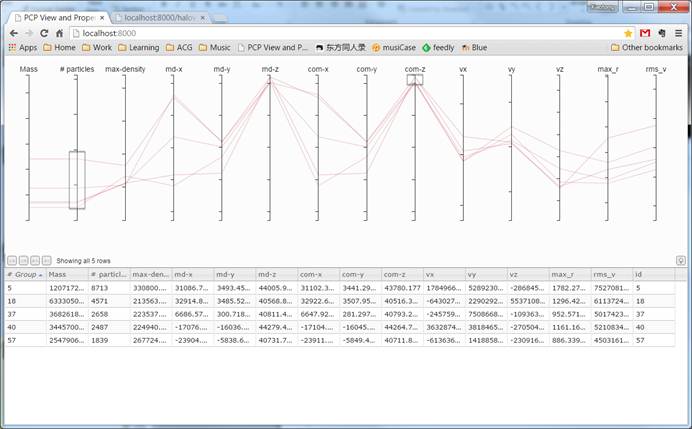 PCP View and Prope
localhost:8000/halov
localhost:8000
Apps Home Work Learning ACG Music PCP View and P... 东方同人录 musiCase feedly Blue Other bookmarks
Mass # particles max-density md-x md-y md-z com-x com-y com-z vx vy vz max_r rms_v
Showing all 5 rows
# Group Mass # particl... max-den... md-x md-y md-z com-x com-y com-z vx vy vz max_r rms_v id
5 1207172... 8713 330800.... 31086.7... 3493.45... 44005.9... 31102.3... 3441.29... 43780.177 1784966... 5289230... -286845... 1782.27... 7527081... 5
18 6333050... 4571 213563.... 32914.8... 3485.52... 40568.8... 32922.6... 3507.95... 40516.3... -643027... 2290292... 5537108... 1296.42... 6113724... 18
37 3682618... 2658 223537.... 6686.57... 300.718... 40811.4... 6647.92... 281.297... 40793.2... -245759... 7508668... -109363... 952.571... 5017423... 37
40 3445700... 2487 224940.... -17076.... -16036.... 44279.4... -17104.... -16045.... 44264.7... 3632874... 3818465... -270504... 1161.16... 5210834... 40
57 2547906... 1839 267724.... -23904.... -5838.6... 40731.7... -23911.... -5849.4... 40711.8... -613636... 1418858... -230916... 886.339... 4503161... 57